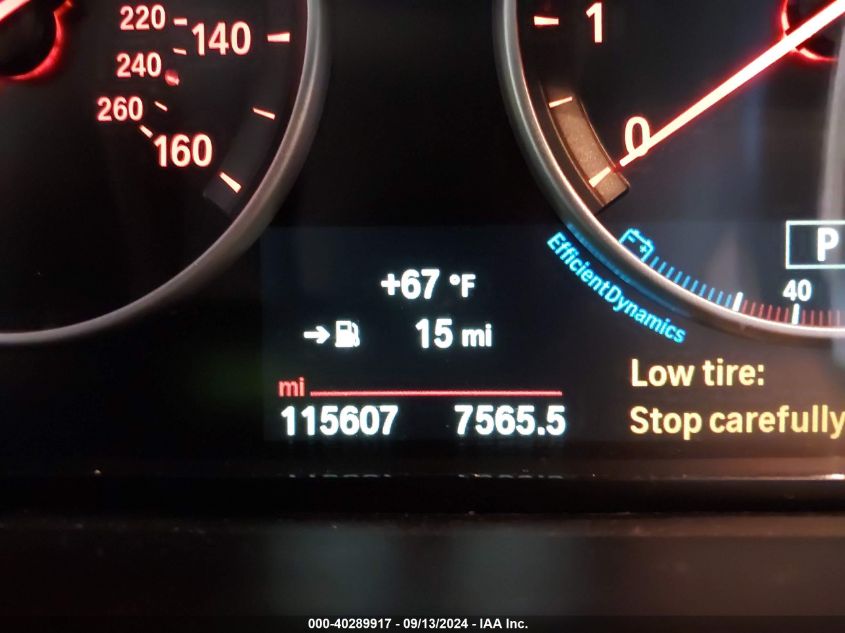 220
140
240
260
160
1
0
P
40
EfficientDynamics
+67 °F
→ 15 mi
mi
115607 7565.5
Low tire:
Stop carefully
000-40289917 - 09/13/2024 - IAA Inc.